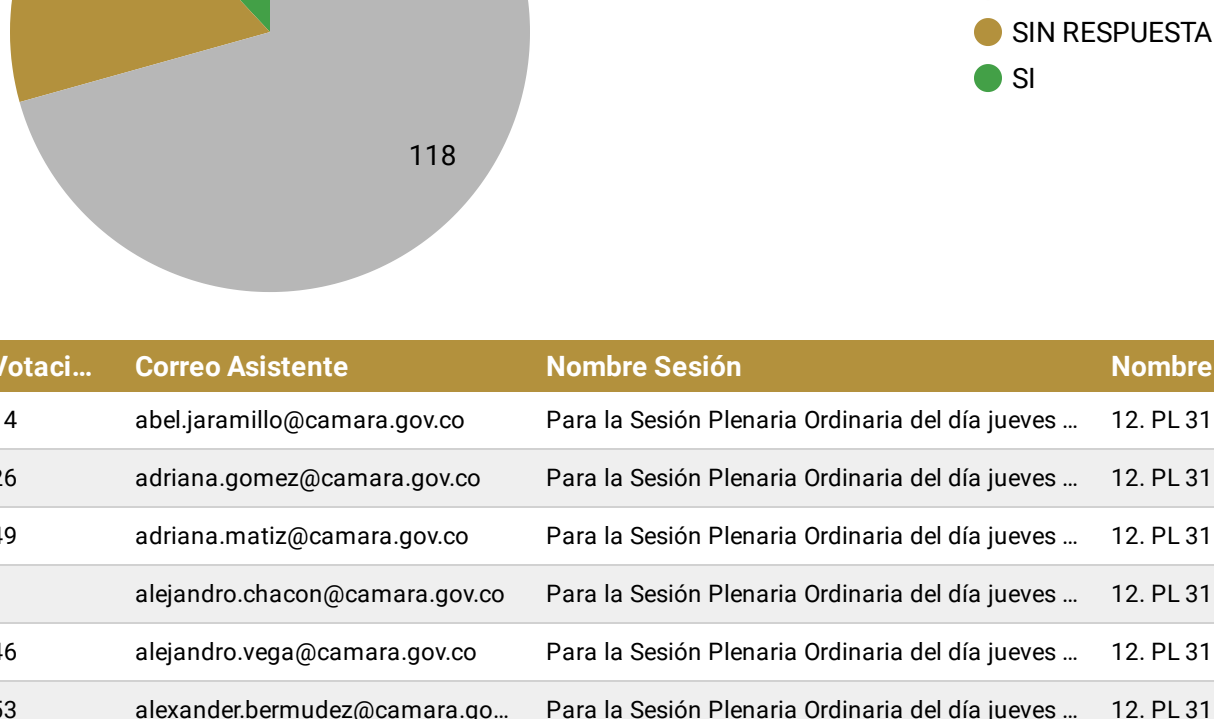 SIN RESPUESTA
SI
118
Votaci... Correo Asistente Nombre Sesión Nombre
4 abel.jaramillo@camara.gov.co Para la Sesión Plenaria Ordinaria del día jueves ... 12. PL 31
26 adriana.gomez@camara.gov.co Para la Sesión Plenaria Ordinaria del día jueves ... 12. PL 31
49 adriana.matiz@camara.gov.co Para la Sesión Plenaria Ordinaria del día jueves ... 12. PL 31
alejandro.chacon@camara.gov.co Para la Sesión Plenaria Ordinaria del día jueves ... 12. PL 31
46 alejandro.vega@camara.gov.co Para la Sesión Plenaria Ordinaria del día jueves ... 12. PL 31
53 alexander.bermudez@camara.go... Para la Sesión Plenaria Ordinaria del día jueves ... 12. PL 31